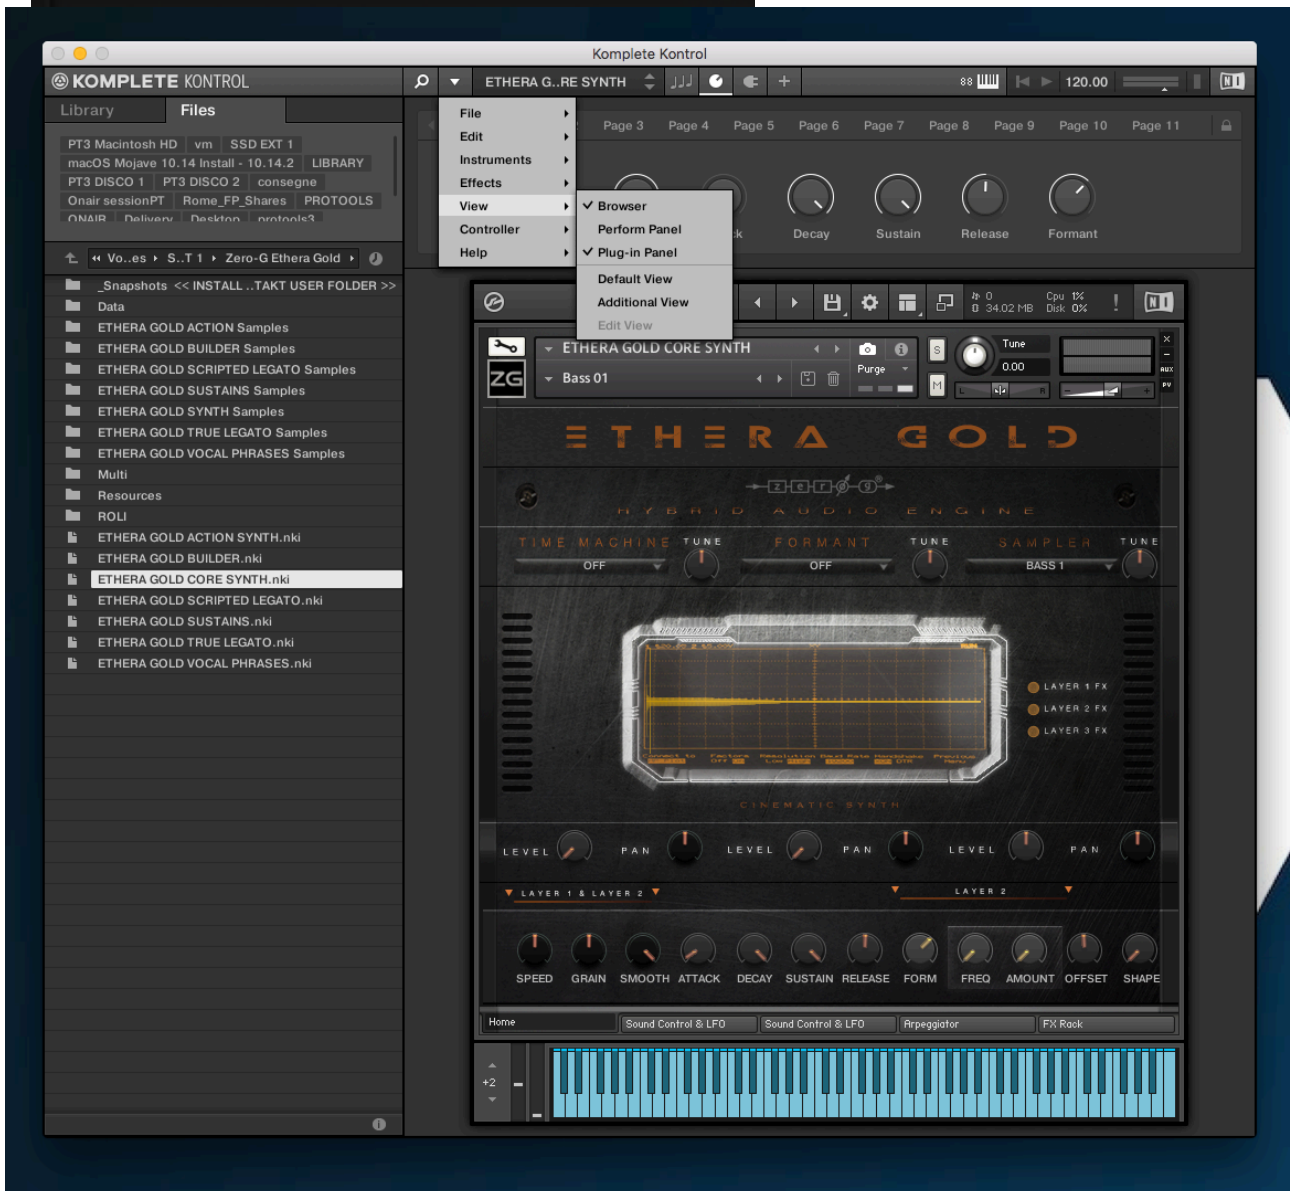 Komplete Kontrol
KOMPLETE KONTROL
ETHERA G..RE SYNTH
88
120.00
Library
Files
PT3 Macintosh HD vm SSD EXT 1
macOS Mojave 10.14 Install - 10.14.2 LIBRARY
PT3 DISCO 1 PT3 DISCO 2 consegne
Onair sessionPT Rome_FP_Shares PROTOOLS
ONAIR Delivery Desktop protools3
Vo..es S..T 1 Zero-G Ethera Gold
_Snapshots << INSTALL ..TAKT USER FOLDER >>
Data
ETHERA GOLD ACTION Samples
ETHERA GOLD BUILDER Samples
ETHERA GOLD SCRIPTED LEGATO Samples
ETHERA GOLD SUSTAINS Samples
ETHERA GOLD SYNTH Samples
ETHERA GOLD TRUE LEGATO Samples
ETHERA GOLD VOCAL PHRASES Samples
Multi
Resources
ROLI
ETHERA GOLD ACTION SYNTH.nki
ETHERA GOLD BUILDER.nki
ETHERA GOLD CORE SYNTH.nki
ETHERA GOLD SCRIPTED LEGATO.nki
ETHERA GOLD SUSTAINS.nki
ETHERA GOLD TRUE LEGATO.nki
ETHERA GOLD VOCAL PHRASES.nki
File
Edit
Instruments
Effects
View
Controller
Help
Browser
Perform Panel
Plug-in Panel
Default View
Additional View
Edit View
Page 3 Page 4 Page 5 Page 6 Page 7 Page 8 Page 9 Page 10 Page 11
Decay Sustain Release Formant
0 Cpu 1%
0 34.02 MB Disk 0%
ETHERA GOLD CORE SYNTH
S
Tune
0.00
ZG
Bass 01
Purge
M
L R
AUX
PV
ETHERA GOLD
zero-g
HYBRID AUDIO ENGINE
TIME MACHINE TUNE FORMANT TUNE SAMPLER TUNE
OFF OFF BASS 1
LAYER 1 FX
LAYER 2 FX
LAYER 3 FX
CINEMATIC SYNTH
LEVEL PAN LEVEL PAN LEVEL PAN
LAYER 1 & LAYER 2 LAYER 2
SPEED GRAIN SMOOTH ATTACK DECAY SUSTAIN RELEASE FORM FREQ AMOUNT OFFSET SHAPE
Home Sound Control & LFO Sound Control & LFO Arpeggiator FX Rack
+2